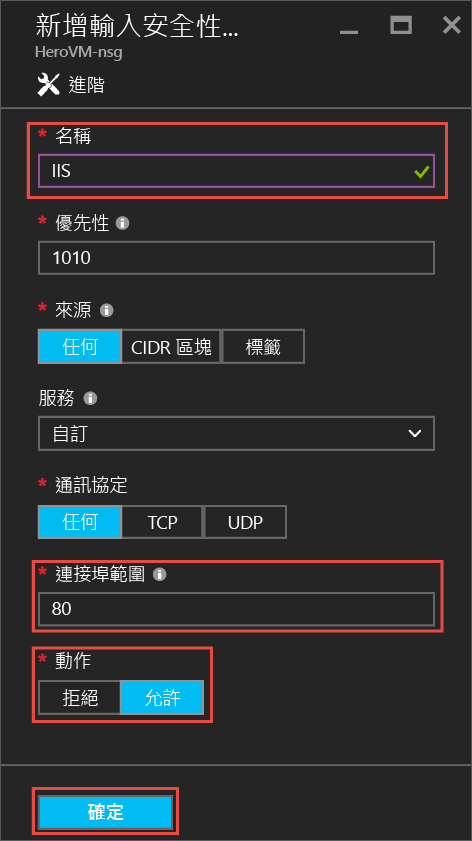 新增輸入安全性...
HeroVM-nsg
進階
* 名稱
IIS
* 優先性
1010
* 來源
任何 CIDR 區塊 標籤
服務
自訂
* 通訊協定
任何 TCP UDP
* 連接埠範圍
80
* 動作
拒絕 允許
確定